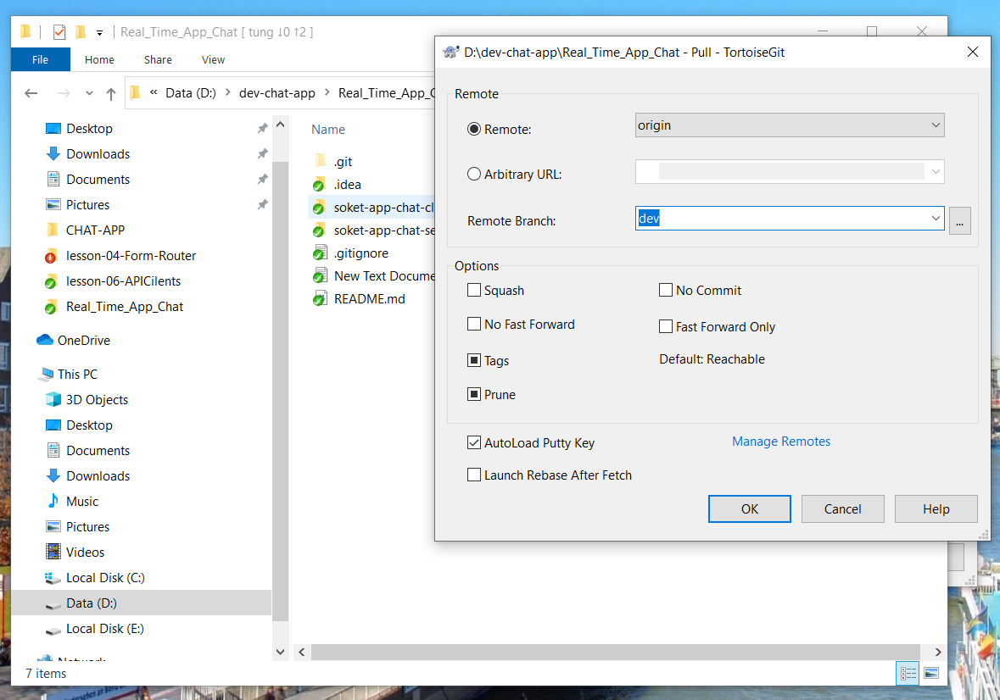 Real_Time_App_Chat [ tung ↓0 ↑2 ]
File Home Share View
« Data (D:) > dev-chat-app > Real_Time_App_C
Desktop
Downloads
Documents
Pictures
CHAT-APP
lesson-04-Form-Router
lesson-06-APICilents
Real_Time_App_Chat
OneDrive
This PC
3D Objects
Desktop
Documents
Downloads
Music
Pictures
Videos
Local Disk (C:)
Data (D:)
Local Disk (E:)
Network
7 items
Name
.git
.idea
soket-app-chat-cl
soket-app-chat-se
.gitignore
New Text Docume
README.md
D:\dev-chat-app\Real_Time_App_Chat - Pull - TortoiseGit
Remote
Remote: origin
Arbitrary URL:
Remote Branch: dev ...
Options
Squash No Commit
No Fast Forward Fast Forward Only
Tags Default: Reachable
Prune
AutoLoad Putty Key Manage Remotes
Launch Rebase After Fetch
OK Cancel Help